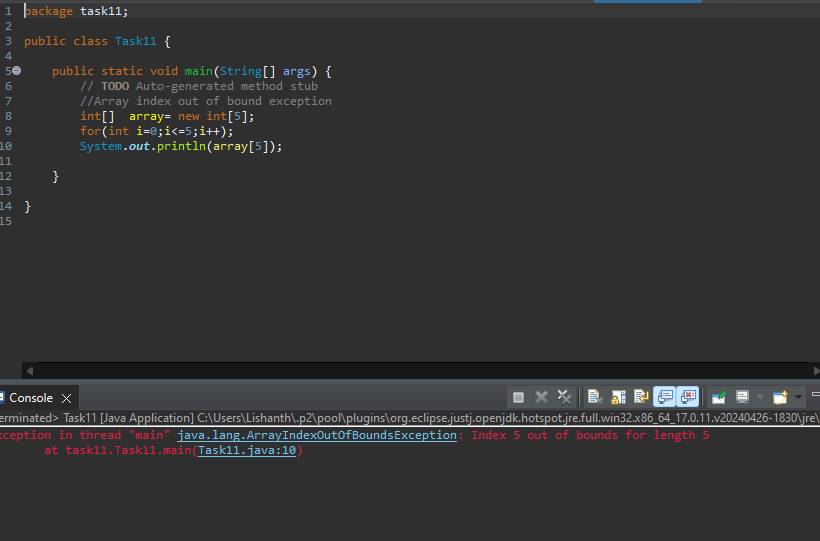 1 package task11;
2
3 public class Task11 {
4
5 public static void main(String[] args) {
6 // TODO Auto-generated method stub
7 //Array index out of bound exception
8 int[]  array= new int[5];
9 for(int i=0;i<=5;i++);
10 System.out.println(array[5]);
11
12 }
13
14 }
15
Console
erminated> Task11 [Java Application] C:\Users\Lishanth\.p2\pool\plugins\org.eclipse.justj.openjdk.hotspot.jre.full.win32.x86_64_17.0.11.v20240426-1830\jre\
xception in thread "main" java.lang.ArrayIndexOutOfBoundsException: Index 5 out of bounds for length 5
at task11.Task11.main(Task11.java:10)